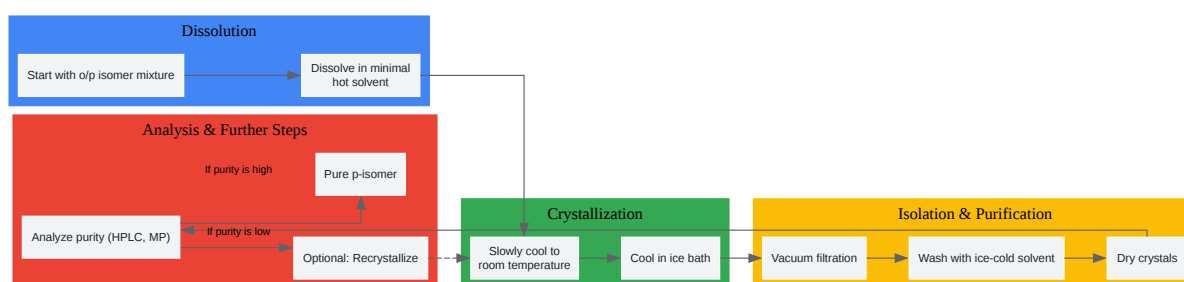 Dissolution
Start with o/p isomer mixture
Dissolve in minimal
hot solvent
Analysis & Further Steps
If purity is high
Pure p-isomer
Analyze purity (HPLC, MP)
If purity is low
Optional: Recrystallize
Crystallization
Slowly cool to
room temperature
Cool in ice bath
Isolation & Purification
Vacuum filtration
Wash with ice-cold solvent
Dry crystals